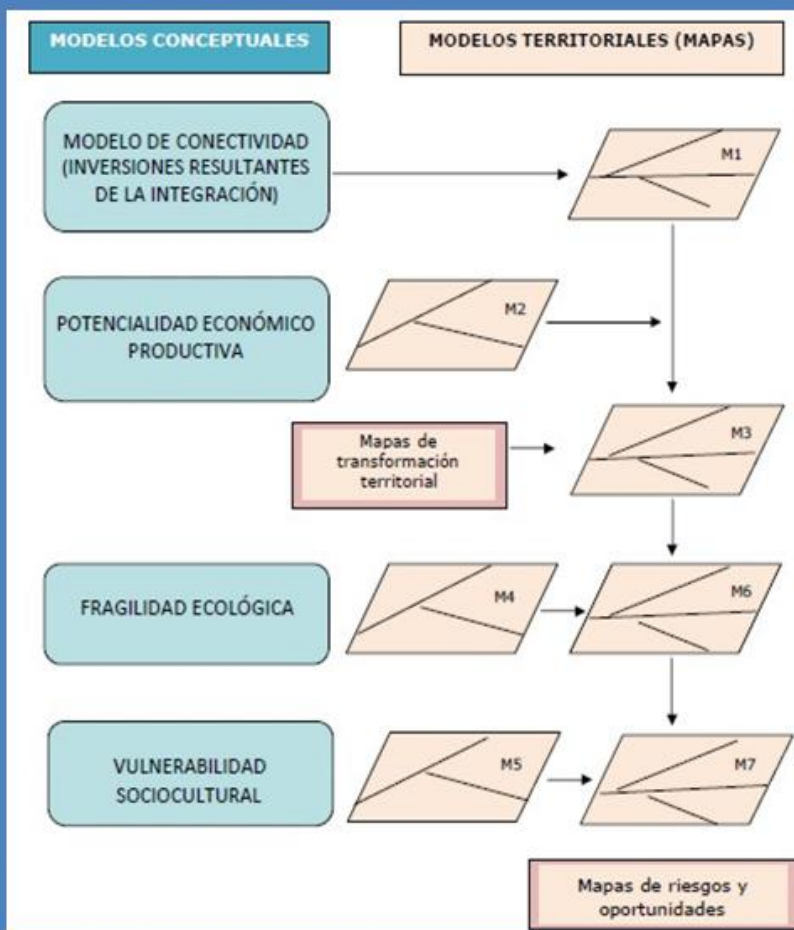 MODELOS CONCEPTUALES
MODELOS TERRITORIALES (MAPAS)
MODELO DE CONECTIVIDAD
(INVERSIONES RESULTANTES
DE LA INTEGRACIÓN)
M1
POTENCIALIDAD ECONÓMICO
PRODUCTIVA
M2
Mapas de
transformación
territorial
M3
FRAGILIDAD ECOLÓGICA
M4
M6
VULNERABILIDAD
SOCIOCULTURAL
M5
M7
Mapas de riesgos y
oportunidades